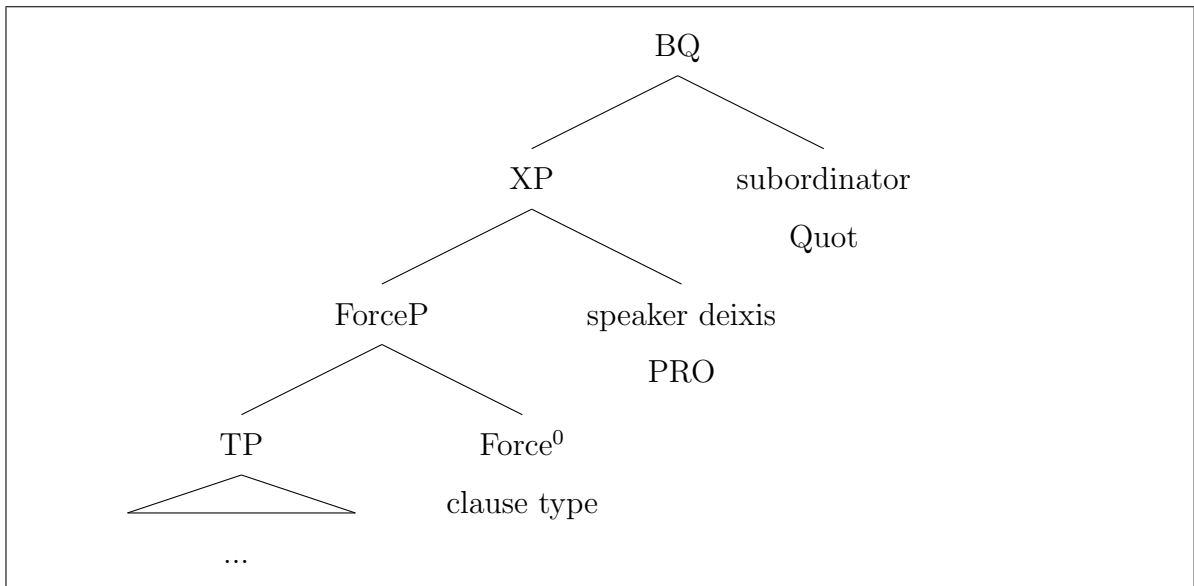 BQ
XP subordinator
Quot
ForceP speaker deixis
PRO
TP Force⁰
clause type
...